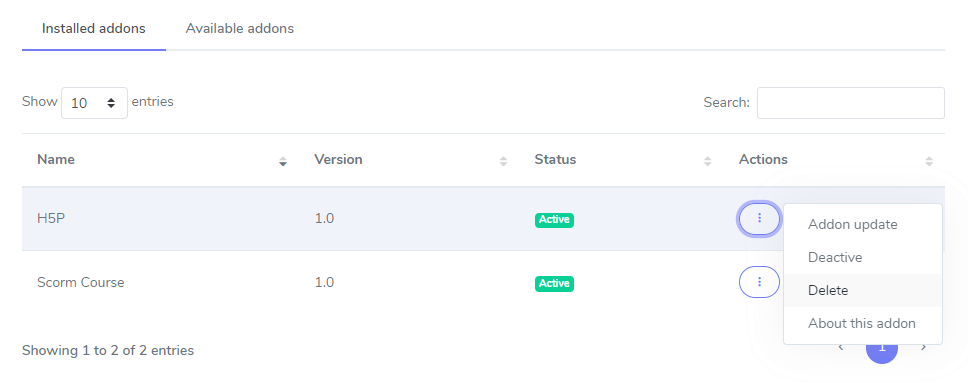 Installed addons Available addons
Show 10 entries Search:
Name Version Status Actions
H5P 1.0 Active
Addon update
Deactive
Scorm Course 1.0 Active
Delete
About this addon
Showing 1 to 2 of 2 entries
1